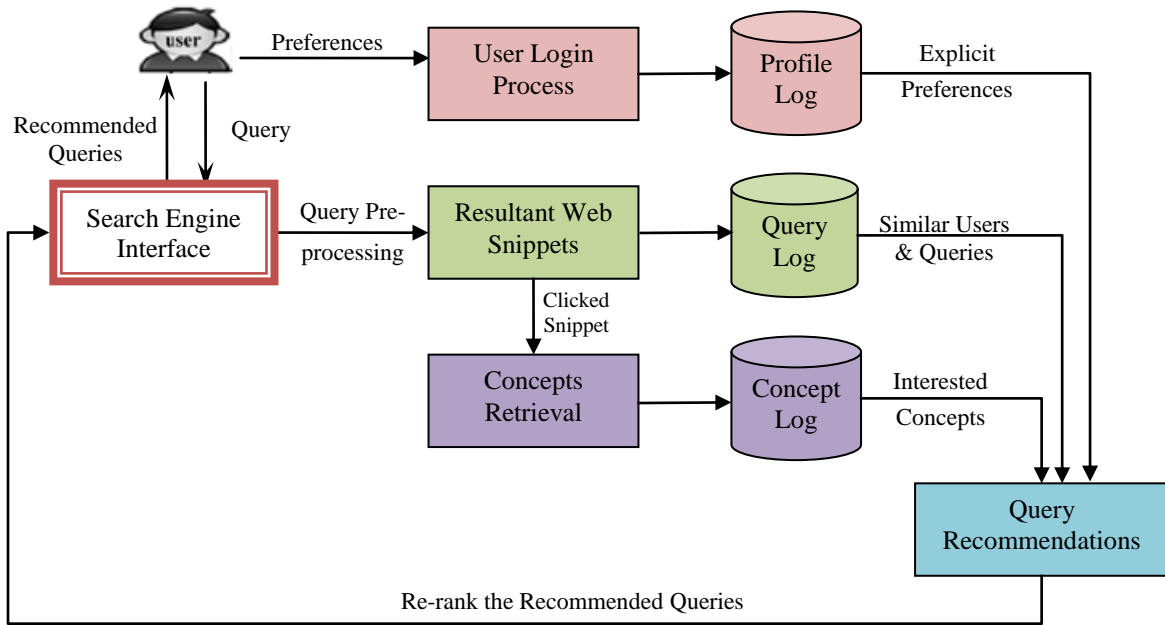 user
Preferences
User Login
Process
Profile
Log
Explicit
Preferences
Recommended
Queries
Query
Search Engine
Interface
Query Pre-
processing
Resultant Web
Snippets
Query
Log
Similar Users
& Queries
Clicked
Snippet
Concepts
Retrieval
Concept
Log
Interested
Concepts
Query
Recommendations
Re-rank the Recommended Queries